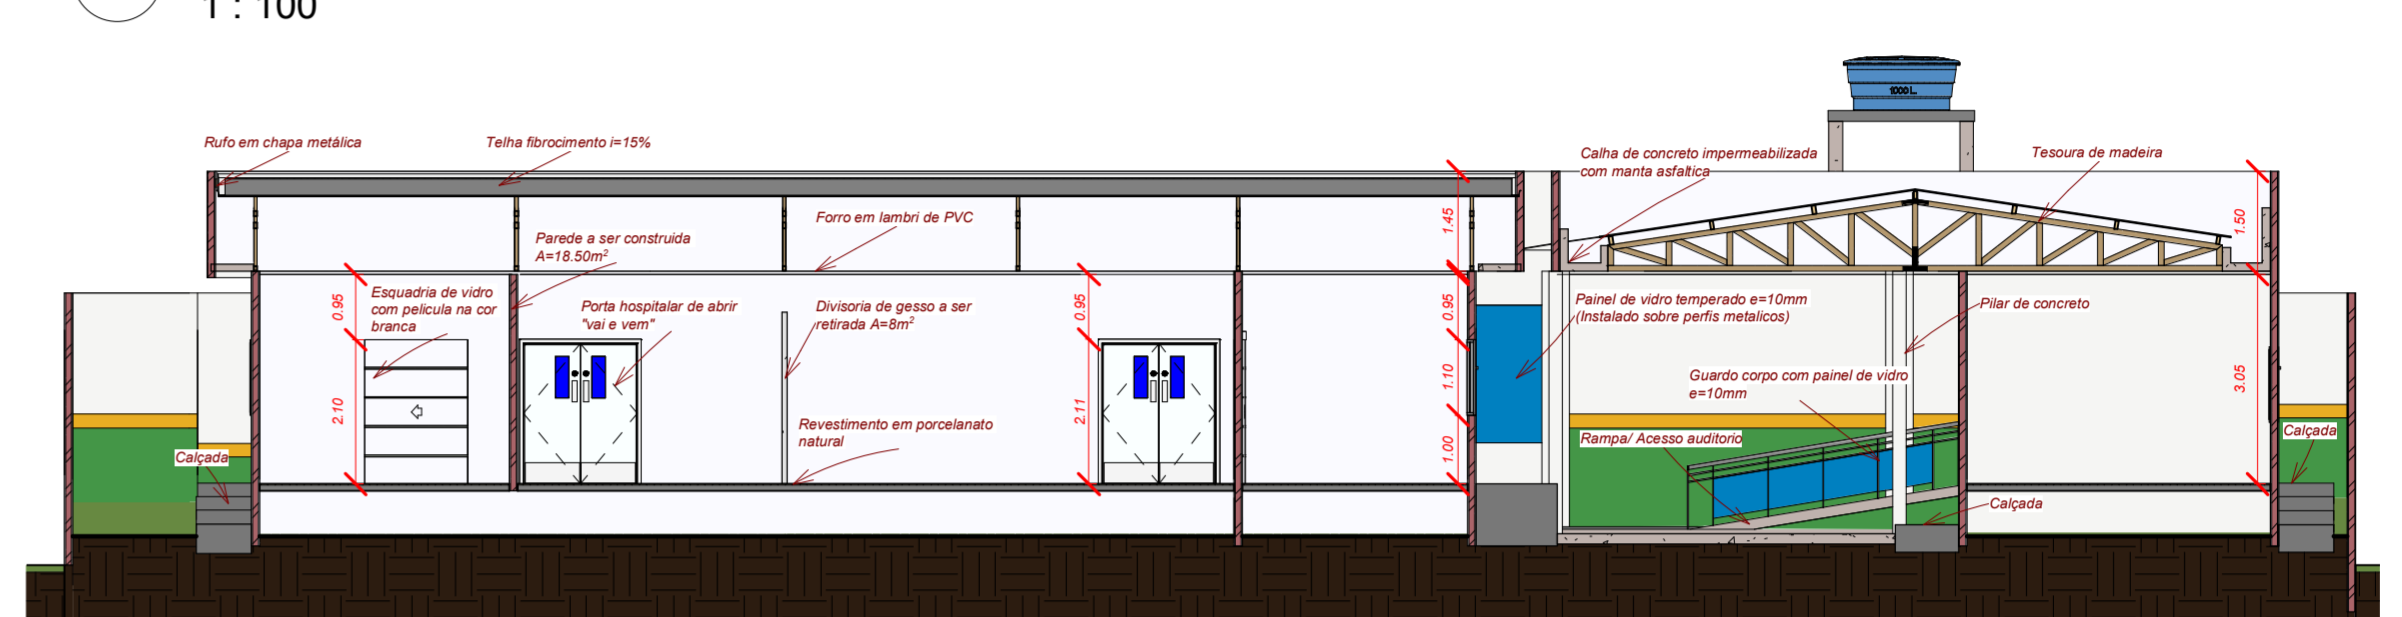 1 : 100
1000 L.
Rufo em chapa metálica
Telha fibrocimento i=15%
Calha de concreto impermeabilizada
com manta asfaltica
Tesoura de madeira
Forro em lambri de PVC
1.45
1.50
Parede a ser construida
A=18.50m²
0.95
Esquadria de vidro
com pelicula na cor
branca
Porta hospitalar de abrir
"vai e vem"
Divisoria de gesso a ser
retirada A=8m²
0.95
0.95
Painel de vidro temperado e=10mm
(Instalado sobre perfis metalicos)
Pilar de concreto
2.10
2.11
1.10
Guardo corpo com painel de vidro
e=10mm
3.05
Revestimento em porcelanato
natural
1.00
Rampa/ Acesso auditorio
Calçada
Calçada
Calçada